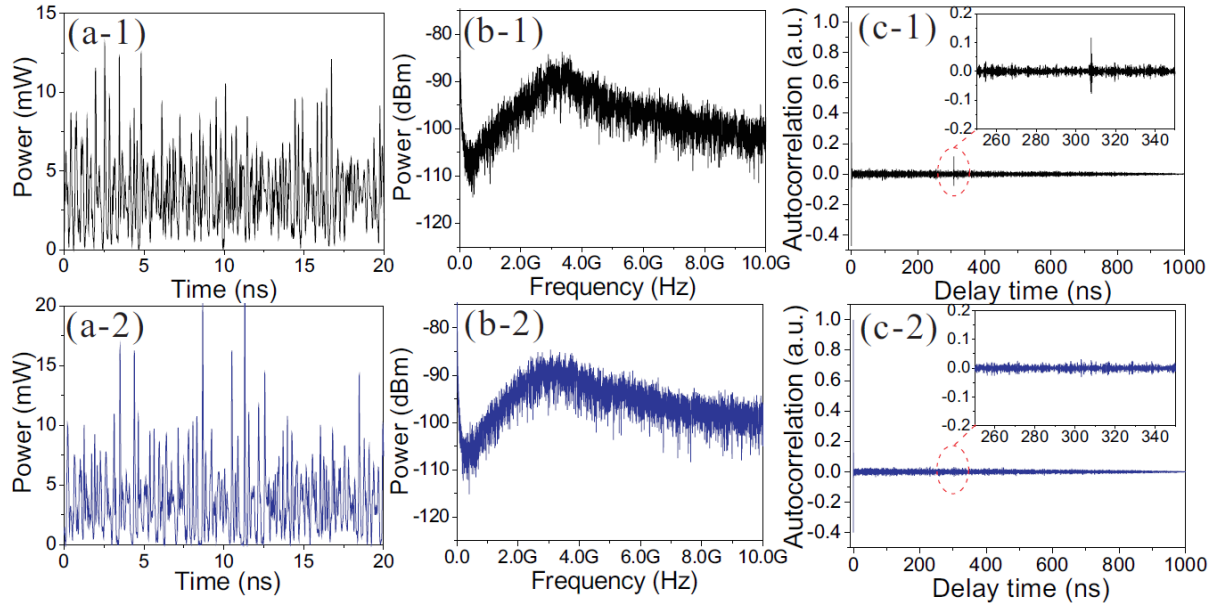 (a-1)
15
10
5
0
Power (mW)
0 5 10 15 20
Time (ns)
(b-1)
-75
-90
-100
-110
-120
Power (dBm)
0.0 2.0G 4.0G 6.0G 8.0G 10.0G
Frequency (Hz)
(c-1)
1.0
0.8
0.6
0.4
0.2
0.0
-0.2
-0.4
Autocorrelation (a.u.)
0.2
0.1
0.0
-0.1
-0.2
260 280 300 320 340
0 200 400 600 800 1000
Delay time (ns)
(a-2)
20
15
10
5
0
Power (mW)
0 5 10 15 20
Time (ns)
(b-2)
-80
-90
-100
-110
-120
Power (dBm)
0.0 2.0G 4.0G 6.0G 8.0G 10.0G
Frequency (Hz)
(c-2)
1.0
0.8
0.6
0.4
0.2
0.0
-0.2
-0.4
Autocorrelation (a.u.)
0.2
0.1
0.0
-0.1
-0.2
260 280 300 320 340
0 200 400 600 800 1000
Delay time (ns)